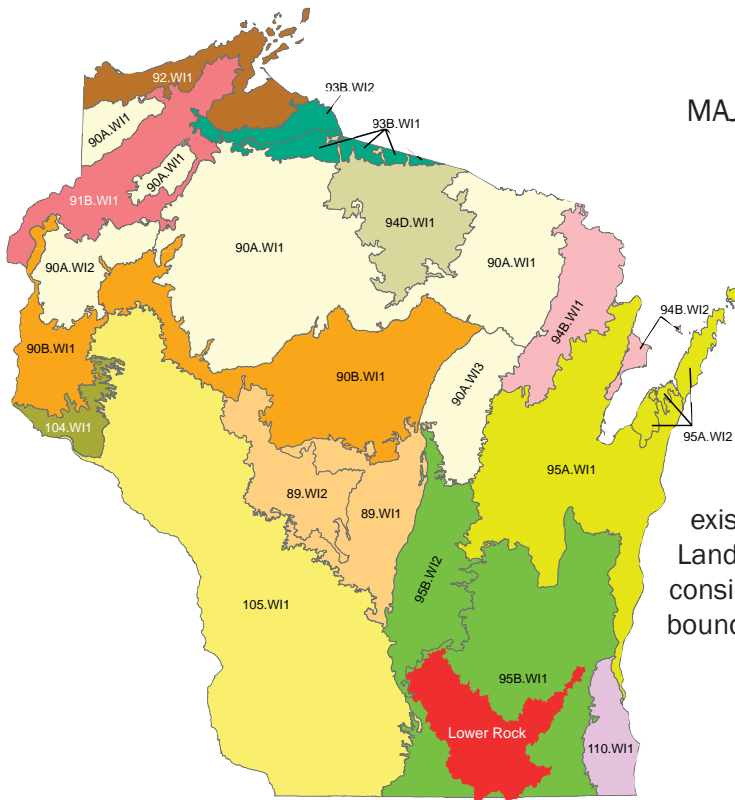 92.WI1
93B.WI2
MAJ
93B.WI1
90A.WI1
90A.WI1
91B.WI1
94D.WI1
90A.WI1
90A.WI1
90A.WI2
94B.WI2
94B.WI1
90B.WI1
90B.WI1
90A.WI3
104.WI1
95A.WI2
95A.WI1
89.WI2
89.WI1
exis
Land
95B.WI2
consi
105.WI1
bound
95B.WI1
Lower Rock
110.WI1